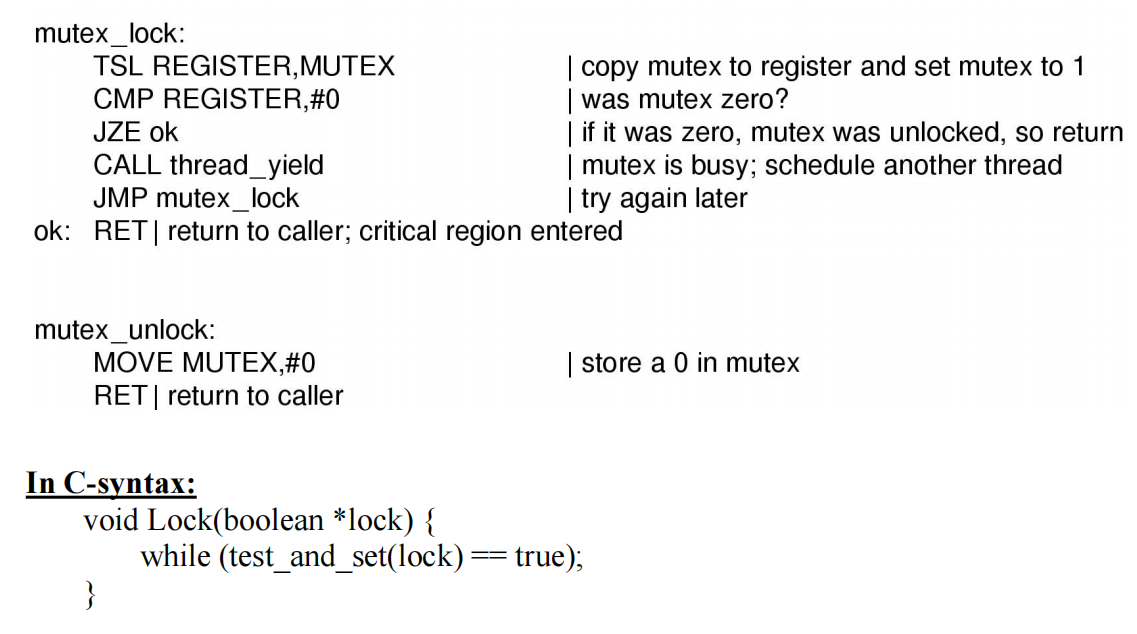 mutex_lock:
TSL REGISTER,MUTEX | copy mutex to register and set mutex to 1
CMP REGISTER,#0 | was mutex zero?
JZE ok | if it was zero, mutex was unlocked, so return
CALL thread_yield | mutex is busy; schedule another thread
JMP mutex_lock | try again later
ok: RET | return to caller; critical region entered
mutex_unlock:
MOVE MUTEX,#0 | store a 0 in mutex
RET | return to caller
In C-syntax:
void Lock(boolean *lock) {
while (test_and_set(lock) == true);
}